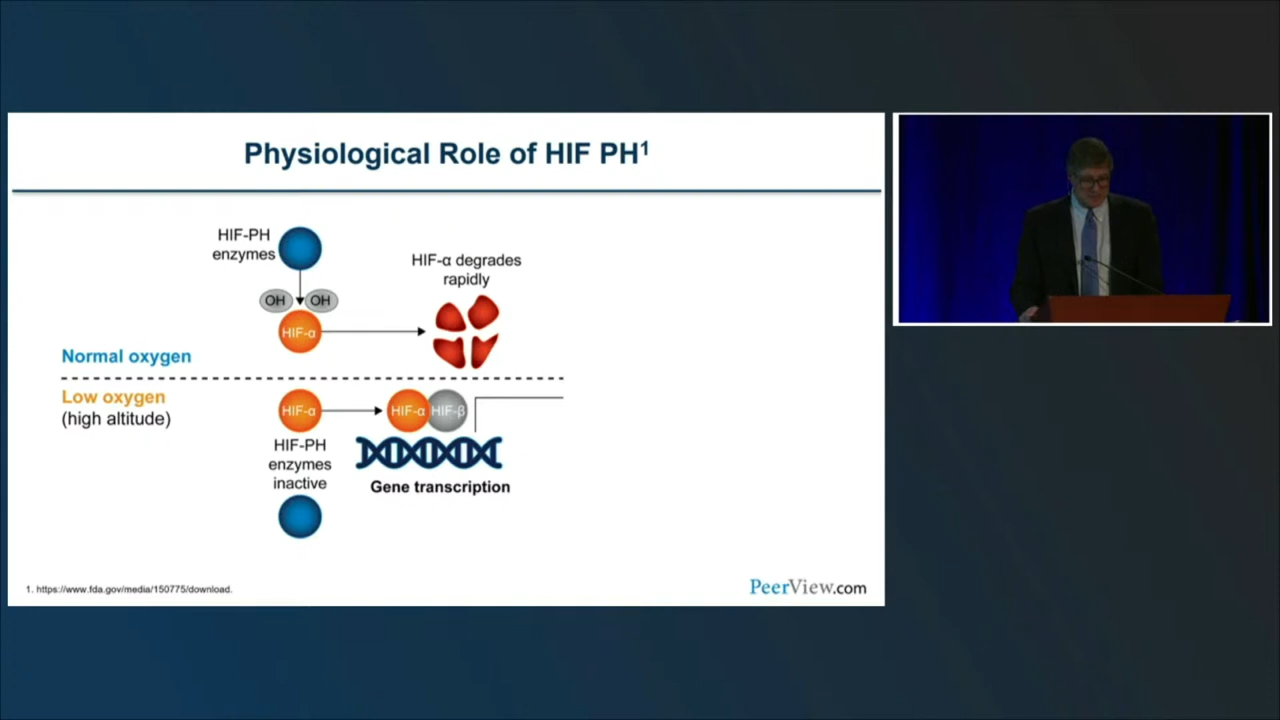 Physiological Role of HIF PH¹
HIF-PH
enzymes
OH OH
HIF-α
HIF-α degrades
rapidly
Normal oxygen
Low oxygen
(high altitude)
HIF-α
HIF-α HIF-β
HIF-PH
enzymes
inactive
Gene transcription
1. https://www.fda.gov/media/150775/download.
PeerView.com